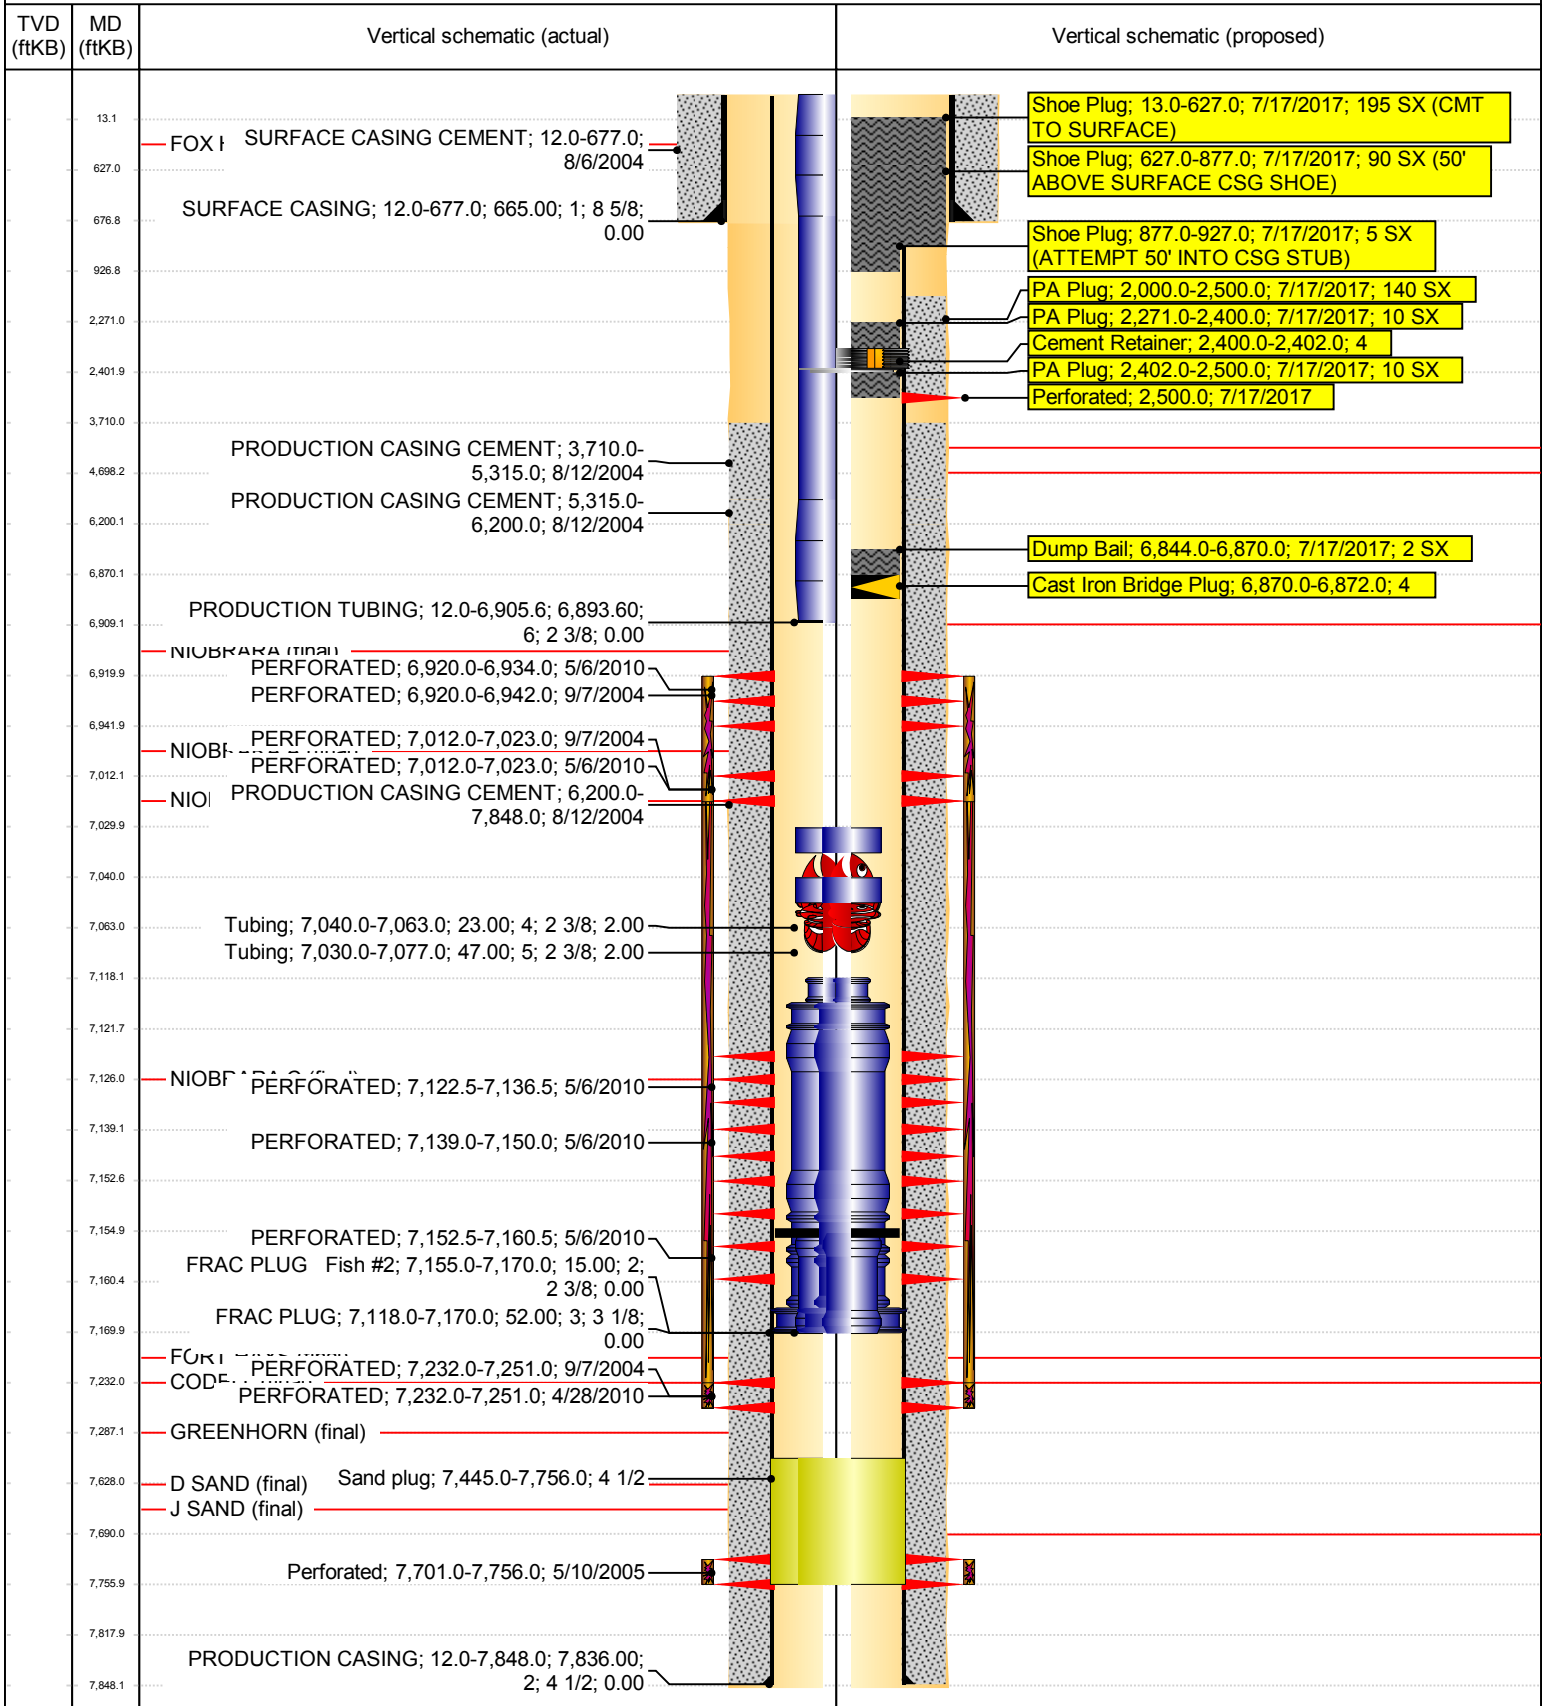 TVD (ftKB)
MD (ftKB)
Vertical schematic (actual)
Vertical schematic (proposed)
13.1
627.0
676.8
926.8
2,271.0
2,401.9
3,710.0
4,698.2
6,200.1
6,870.1
6,909.1
6,919.9
6,941.9
7,012.1
7,029.9
7,040.0
7,063.0
7,118.1
7,121.7
7,126.0
7,139.1
7,152.6
7,154.9
7,160.4
7,169.9
7,232.0
7,287.1
7,628.0
7,690.0
7,755.9
7,817.9
7,848.1
FOX
SURFACE CASING CEMENT; 12.0-677.0;
8/6/2004
SURFACE CASING; 12.0-677.0; 665.00; 1; 8 5/8;
0.00
PRODUCTION CASING CEMENT; 3,710.0-
5,315.0; 8/12/2004
PRODUCTION CASING CEMENT; 5,315.0-
6,200.0; 8/12/2004
PRODUCTION TUBING; 12.0-6,905.6; 6,893.60;
6; 2 3/8; 0.00
NIOBRARA (final)
PERFORATED; 6,920.0-6,934.0; 5/6/2010
PERFORATED; 6,920.0-6,942.0; 9/7/2004
PERFORATED; 7,012.0-7,023.0; 9/7/2004
PERFORATED; 7,012.0-7,023.0; 5/6/2010
PRODUCTION CASING CEMENT; 6,200.0-
7,848.0; 8/12/2004
Tubing; 7,040.0-7,063.0; 23.00; 4; 2 3/8; 2.00
Tubing; 7,030.0-7,077.0; 47.00; 5; 2 3/8; 2.00
PERFORATED; 7,122.5-7,136.5; 5/6/2010
PERFORATED; 7,139.0-7,150.0; 5/6/2010
PERFORATED; 7,152.5-7,160.5; 5/6/2010
FRAC PLUG Fish #2; 7,155.0-7,170.0; 15.00; 2;
2 3/8; 0.00
FRAC PLUG; 7,118.0-7,170.0; 52.00; 3; 3 1/8;
0.00
FORT
PERFORATED; 7,232.0-7,251.0; 9/7/2004
PERFORATED; 7,232.0-7,251.0; 4/28/2010
GREENHORN (final)
D SAND (final)
Sand plug; 7,445.0-7,756.0; 4 1/2
J SAND (final)
Perforated; 7,701.0-7,756.0; 5/10/2005
PRODUCTION CASING; 12.0-7,848.0; 7,836.00;
2; 4 1/2; 0.00
Shoe Plug; 13.0-627.0; 7/17/2017; 195 SX (CMT
TO SURFACE)
Shoe Plug; 627.0-877.0; 7/17/2017; 90 SX (50'
ABOVE SURFACE CSG SHOE)
Shoe Plug; 877.0-927.0; 7/17/2017; 5 SX
(ATTEMPT 50' INTO CSG STUB)
PA Plug; 2,000.0-2,500.0; 7/17/2017; 140 SX
PA Plug; 2,271.0-2,400.0; 7/17/2017; 10 SX
Cement Retainer; 2,400.0-2,402.0; 4
PA Plug; 2,402.0-2,500.0; 7/17/2017; 10 SX
Perforated; 2,500.0; 7/17/2017
Dump Bail; 6,844.0-6,870.0; 7/17/2017; 2 SX
Cast Iron Bridge Plug; 6,870.0-6,872.0; 4